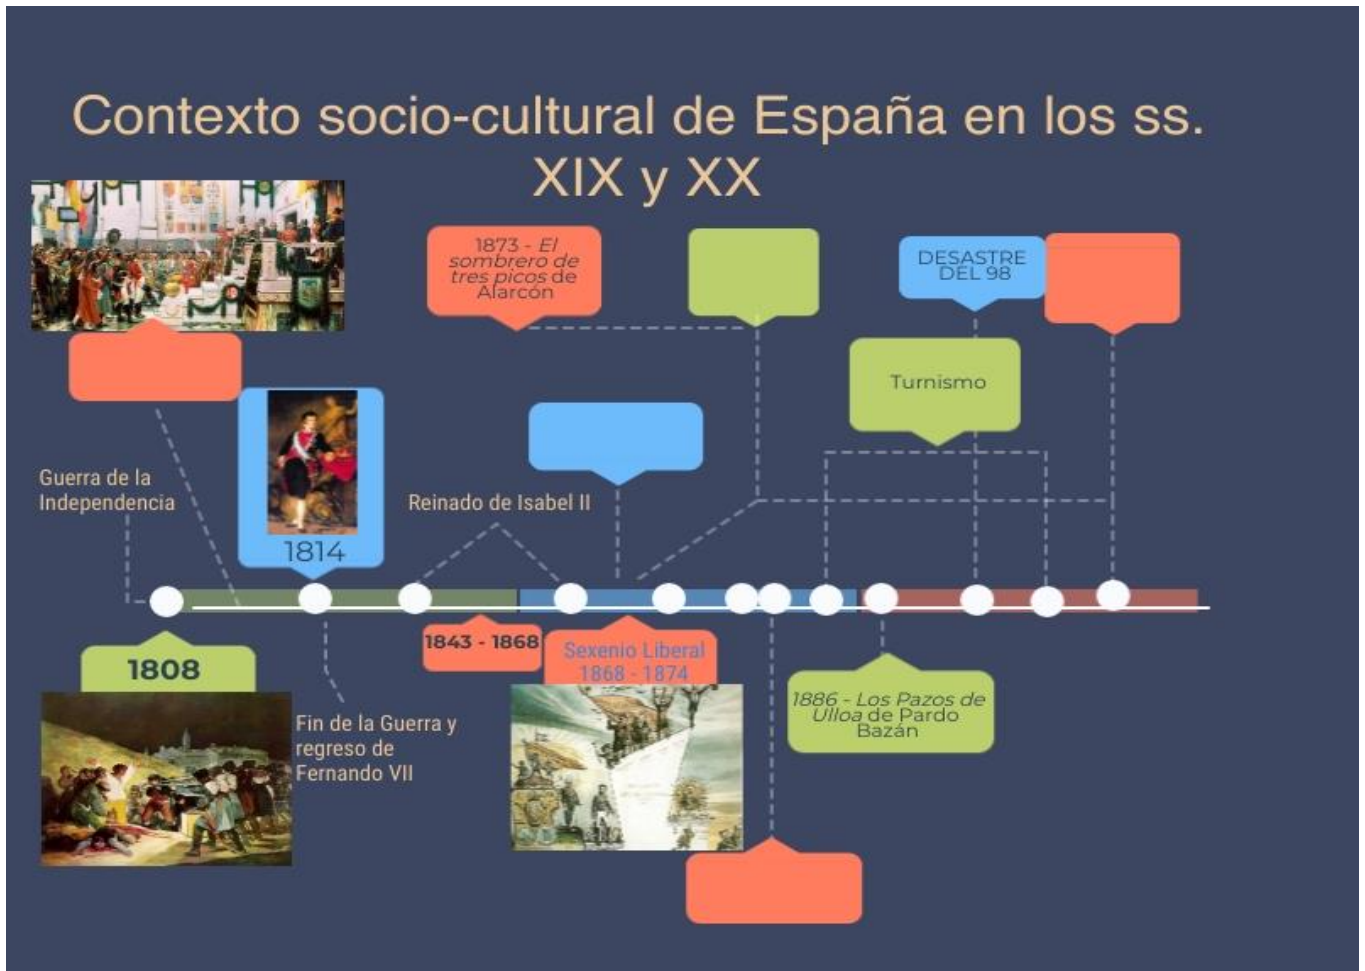 Contexto socio-cultural de España en los ss.
XIX y XX
1873 - El
sombrero de
tres picos de
Alarcón
DESASTRE
DEL 98
Turnismo
Guerra de la
Independencia
Reinado de Isabel II
1814
1843 - 1868
Sexenio Liberal
1868 - 1874
1808
1886 - Los Pazos de
Ulloa de Pardo
Bazán
Fin de la Guerra y
regreso de
Fernando VII